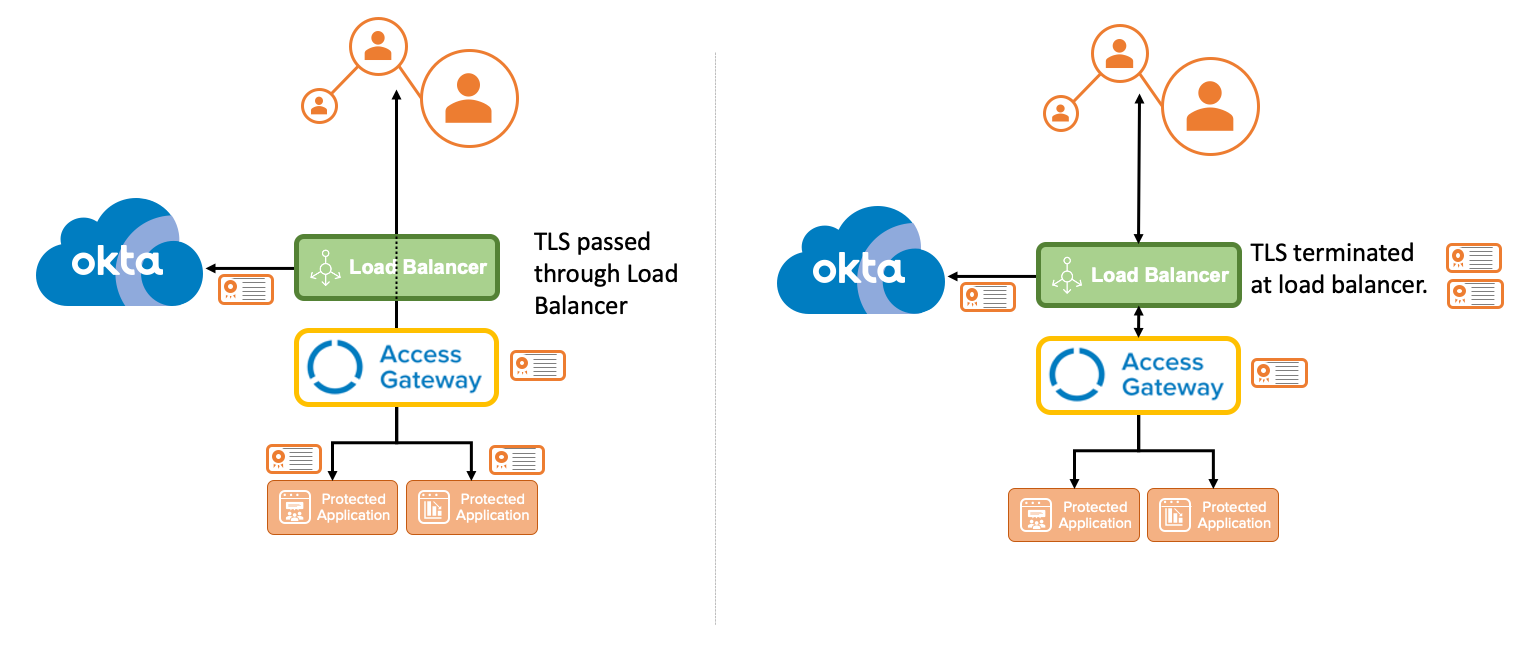 okta
Load Balancer
TLS passed
through Load
Balancer
Access
Gateway
Protected
Application
Protected
Application
okta
Load Balancer
TLS terminated
at load balancer.
Access
Gateway
Protected
Application
Protected
Application